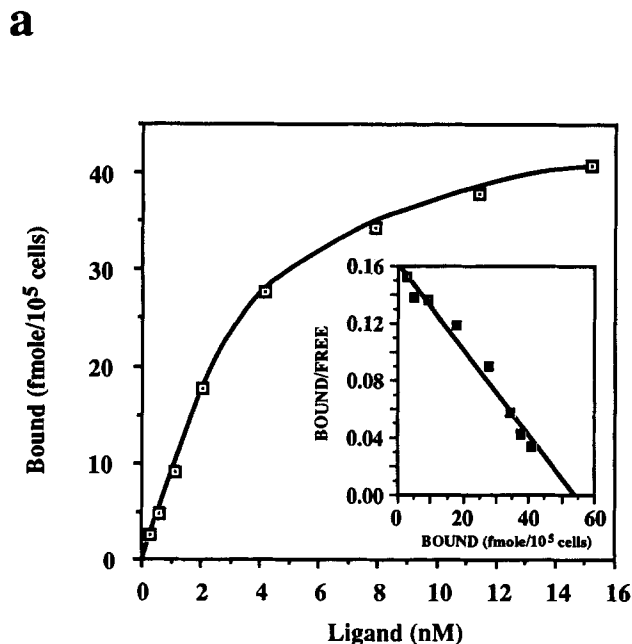 a
Bound (fmole/10⁵ cells)
40
30
20
10
0
0 2 4 6 8 10 12 14 16
Ligand (nM)
BOUND/FREE
0.16
0.12
0.08
0.04
0.00
0 20 40 60
BOUND (fmole/10⁵ cells)